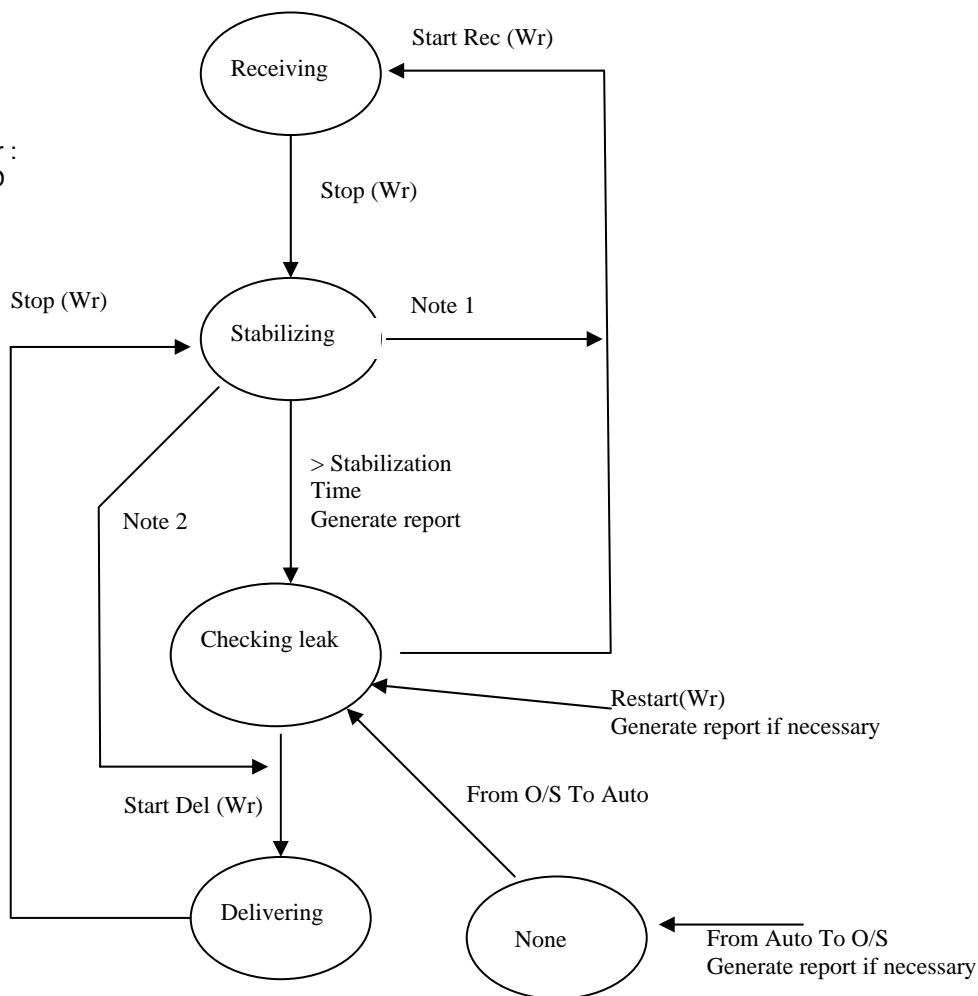 Start Rec (Wr)
Receiving
r :
Stop (Wr)
Stop (Wr)
Note 1
Stabilizing
> Stabilization
Time
Generate report
Note 2
Checking leak
Restart(Wr)
Generate report if necessary
From O/S To Auto
Start Del (Wr)
Delivering
None
From Auto To O/S
Generate report if necessary